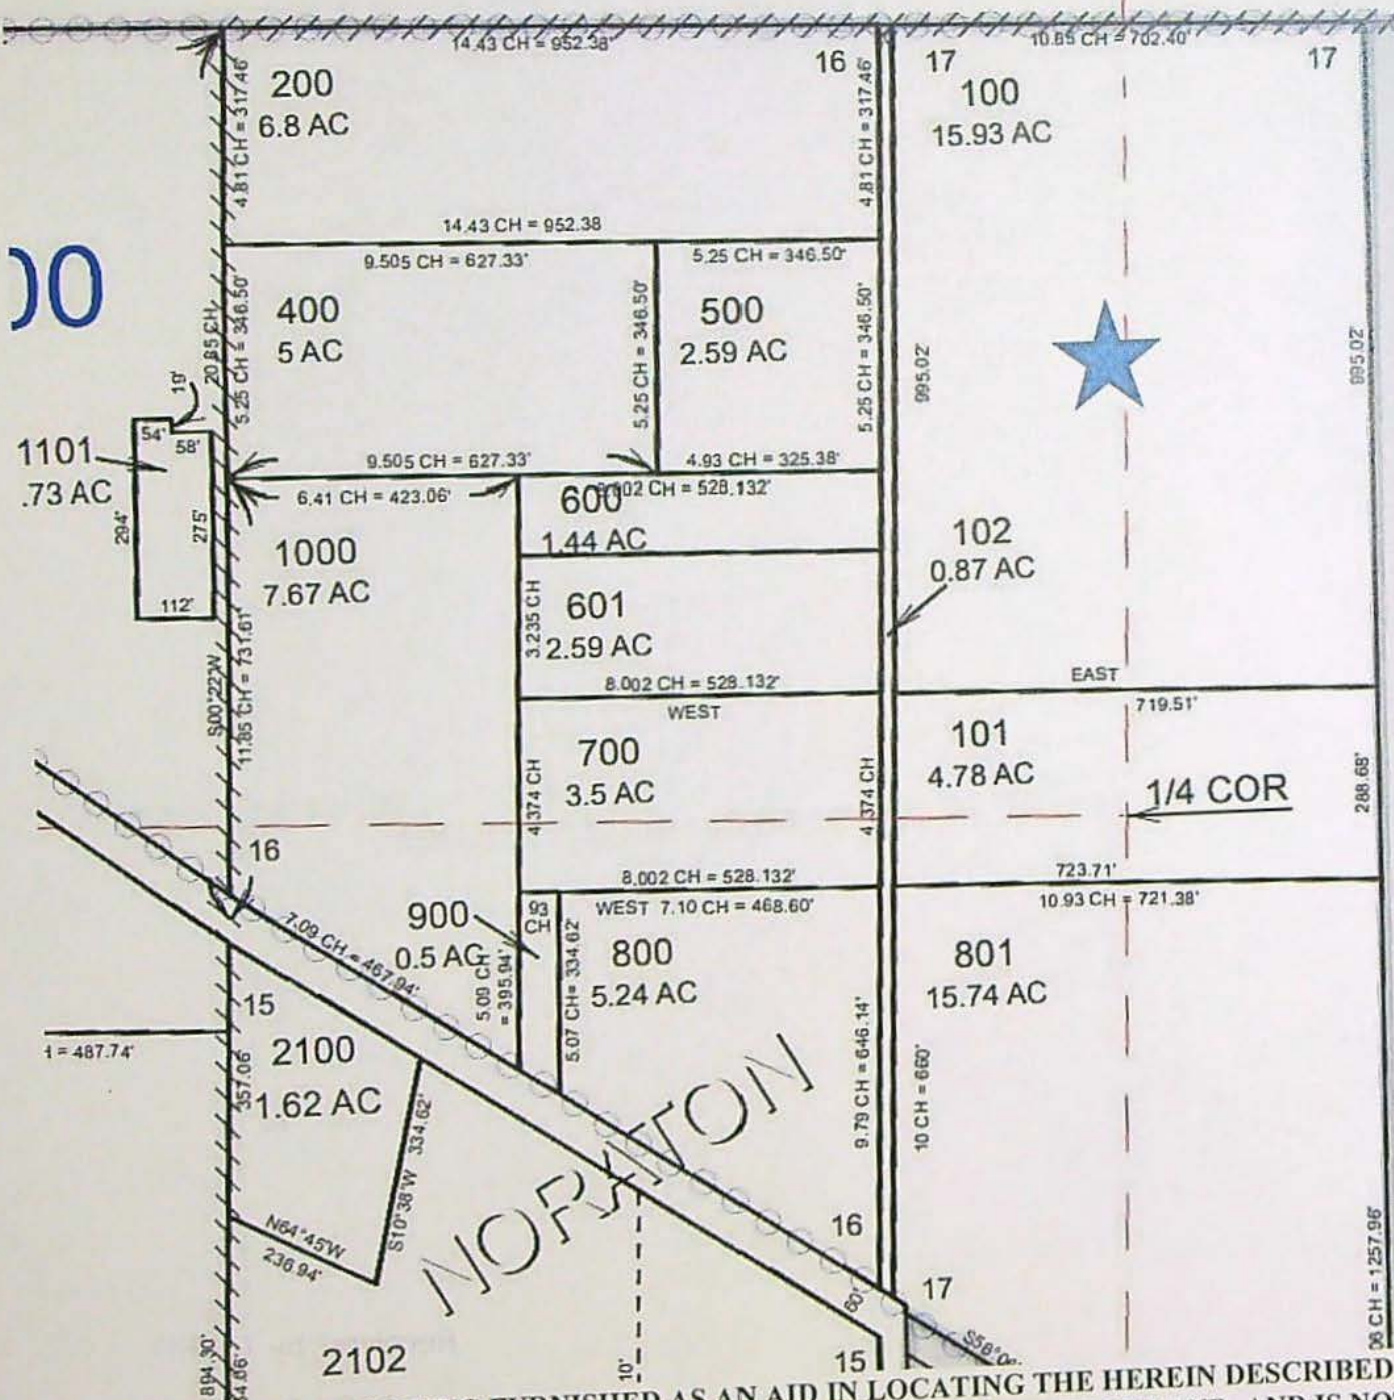 14.43 CH = 952.38'
10.65 CH = 702.40'
16
17
17
200
6.8 AC
100
15.93 AC
4.81 CH = 317.46'
4.81 CH = 317.46'
14.43 CH = 952.38
9.505 CH = 627.33'
5.25 CH = 346.50'
00
400
5 AC
500
2.59 AC
20.85 CH
5.25 CH = 346.50'
5.25 CH = 346.50'
5.25 CH = 346.50'
995.02'
995.02'
19'
54'
58'
1101
.73 AC
294'
275'
112'
9.505 CH = 627.33'
4.93 CH = 325.38'
6.41 CH = 423.06'
002 CH = 528.132'
600
1.44 AC
1000
7.67 AC
102
0.87 AC
601
2.59 AC
3.235 CH
S00°22'W
11.85 CH = 731.61'
8.002 CH = 528.132'
WEST
EAST
719.51'
700
3.5 AC
4.374 CH
4.374 CH
101
4.78 AC
1/4 COR
288.68'
16
8.002 CH = 528.132'
723.71'
10.93 CH = 721.38'
93
CH
WEST 7.10 CH = 468.60'
900
0.5 AC
7.09 CH = 467.94'
5.09 CH
= 395.94'
5.07 CH = 334.62'
800
5.24 AC
801
15.74 AC
9.79 CH = 646.14'
10 CH = 660'
15
= 487.74'
2100
1.62 AC
357.06'
334.62'
S10°38'W
N64°45'W
236.94'
NORATON
16
17
60'
S58°
CH = 1257.96'
894.30'
2102
10'
15
FURNISHED AS AN AID IN LOCATING THE HEREIN DESCRIBED